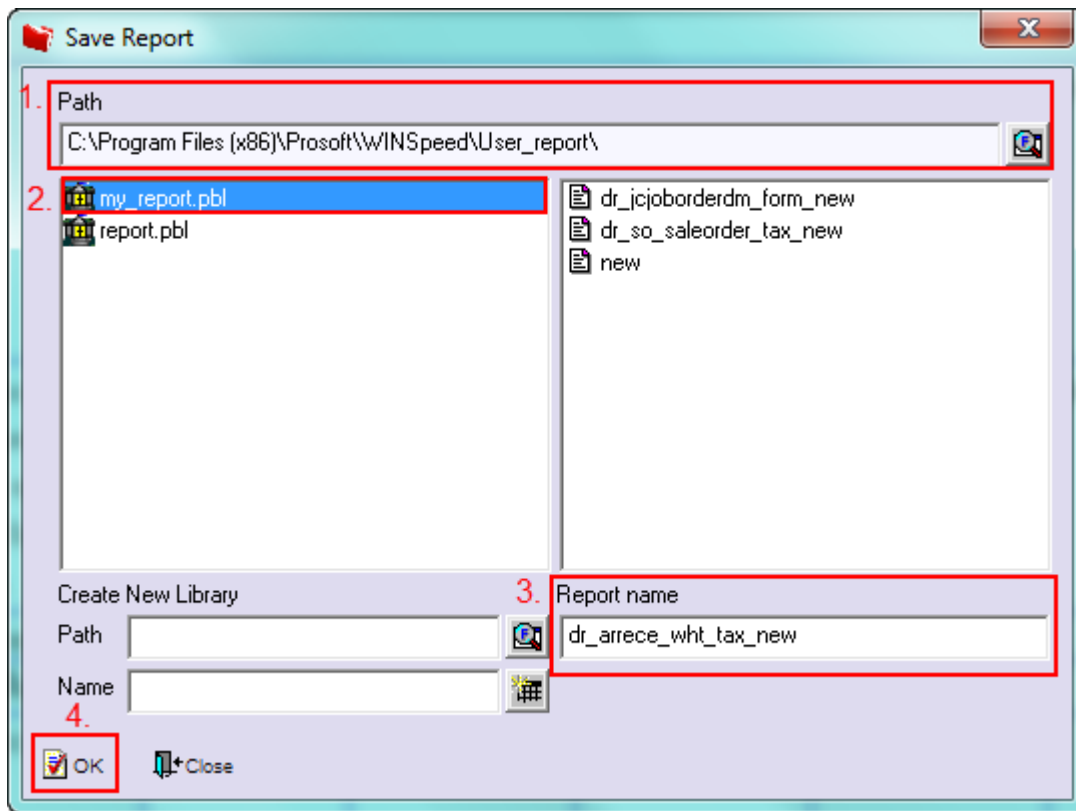 Save Report
1. Path
C:\Program Files (x86)\Prosoft\WINSpeed\User_report\
2. my_report.pbl
report.pbl
dr_jcjoborderdm_form_new
dr_so_saleorder_tax_new
new
Create New Library
Path
Name
3. Report name
dr_arrece_wht_tax_new
4.
OK
Close